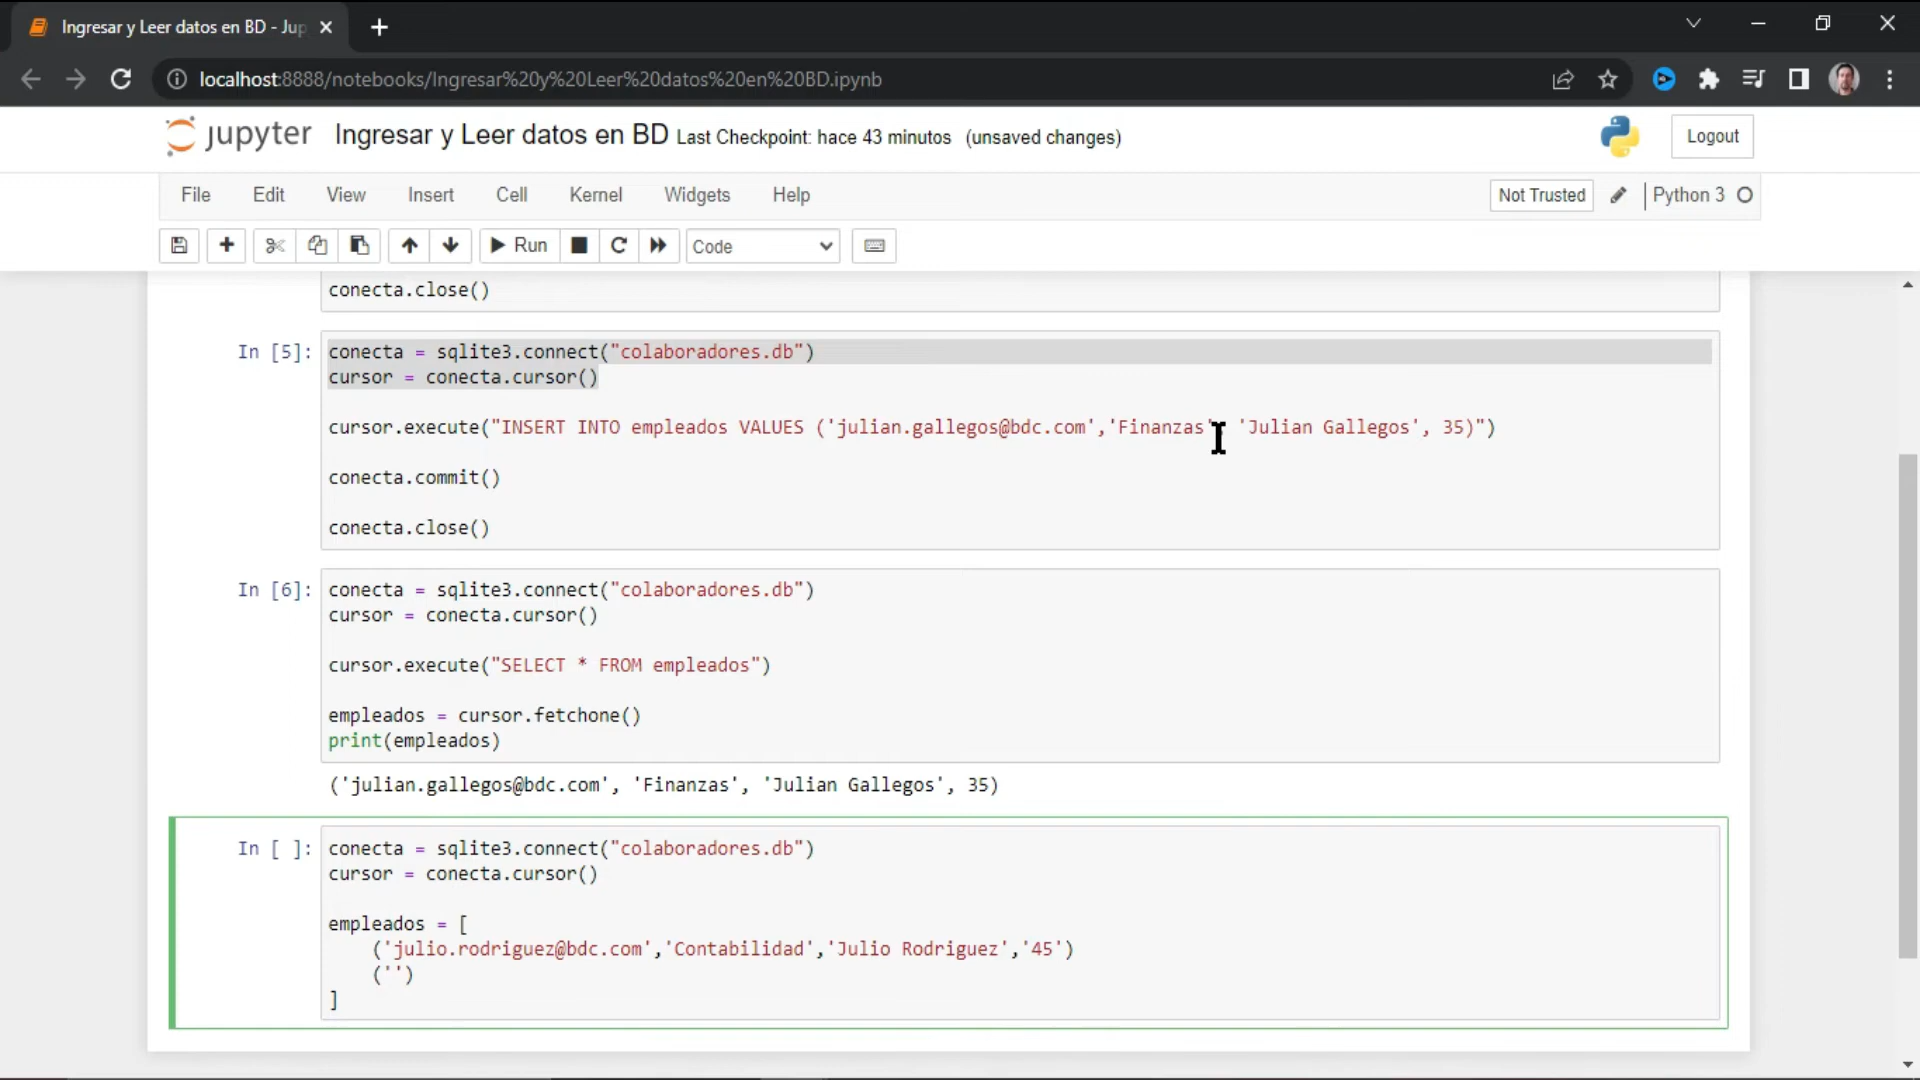 Ingresar y Leer datos en BD - Jup
localhost:8888/notebooks/Ingresar%20y%20Leer%20datos%20en%20BD.ipynb
jupyter Ingresar y Leer datos en BD Last Checkpoint: hace 43 minutos (unsaved changes)
Logout
File Edit View Insert Cell Kernel Widgets Help
Not Trusted Python 3
Run Code
conecta.close()
In [5]: conecta = sqlite3.connect("colaboradores.db")
cursor = conecta.cursor()
cursor.execute("INSERT INTO empleados VALUES ('julian.gallegos@bdc.com','Finanzas', 'Julian Gallegos', 35)")
conecta.commit()
conecta.close()
In [6]: conecta = sqlite3.connect("colaboradores.db")
cursor = conecta.cursor()
cursor.execute("SELECT * FROM empleados")
empleados = cursor.fetchone()
print(empleados)
('julian.gallegos@bdc.com', 'Finanzas', 'Julian Gallegos', 35)
In [ ]: conecta = sqlite3.connect("colaboradores.db")
cursor = conecta.cursor()
empleados = [
('julio.rodriguez@bdc.com','Contabilidad','Julio Rodriguez','45')
('')
]